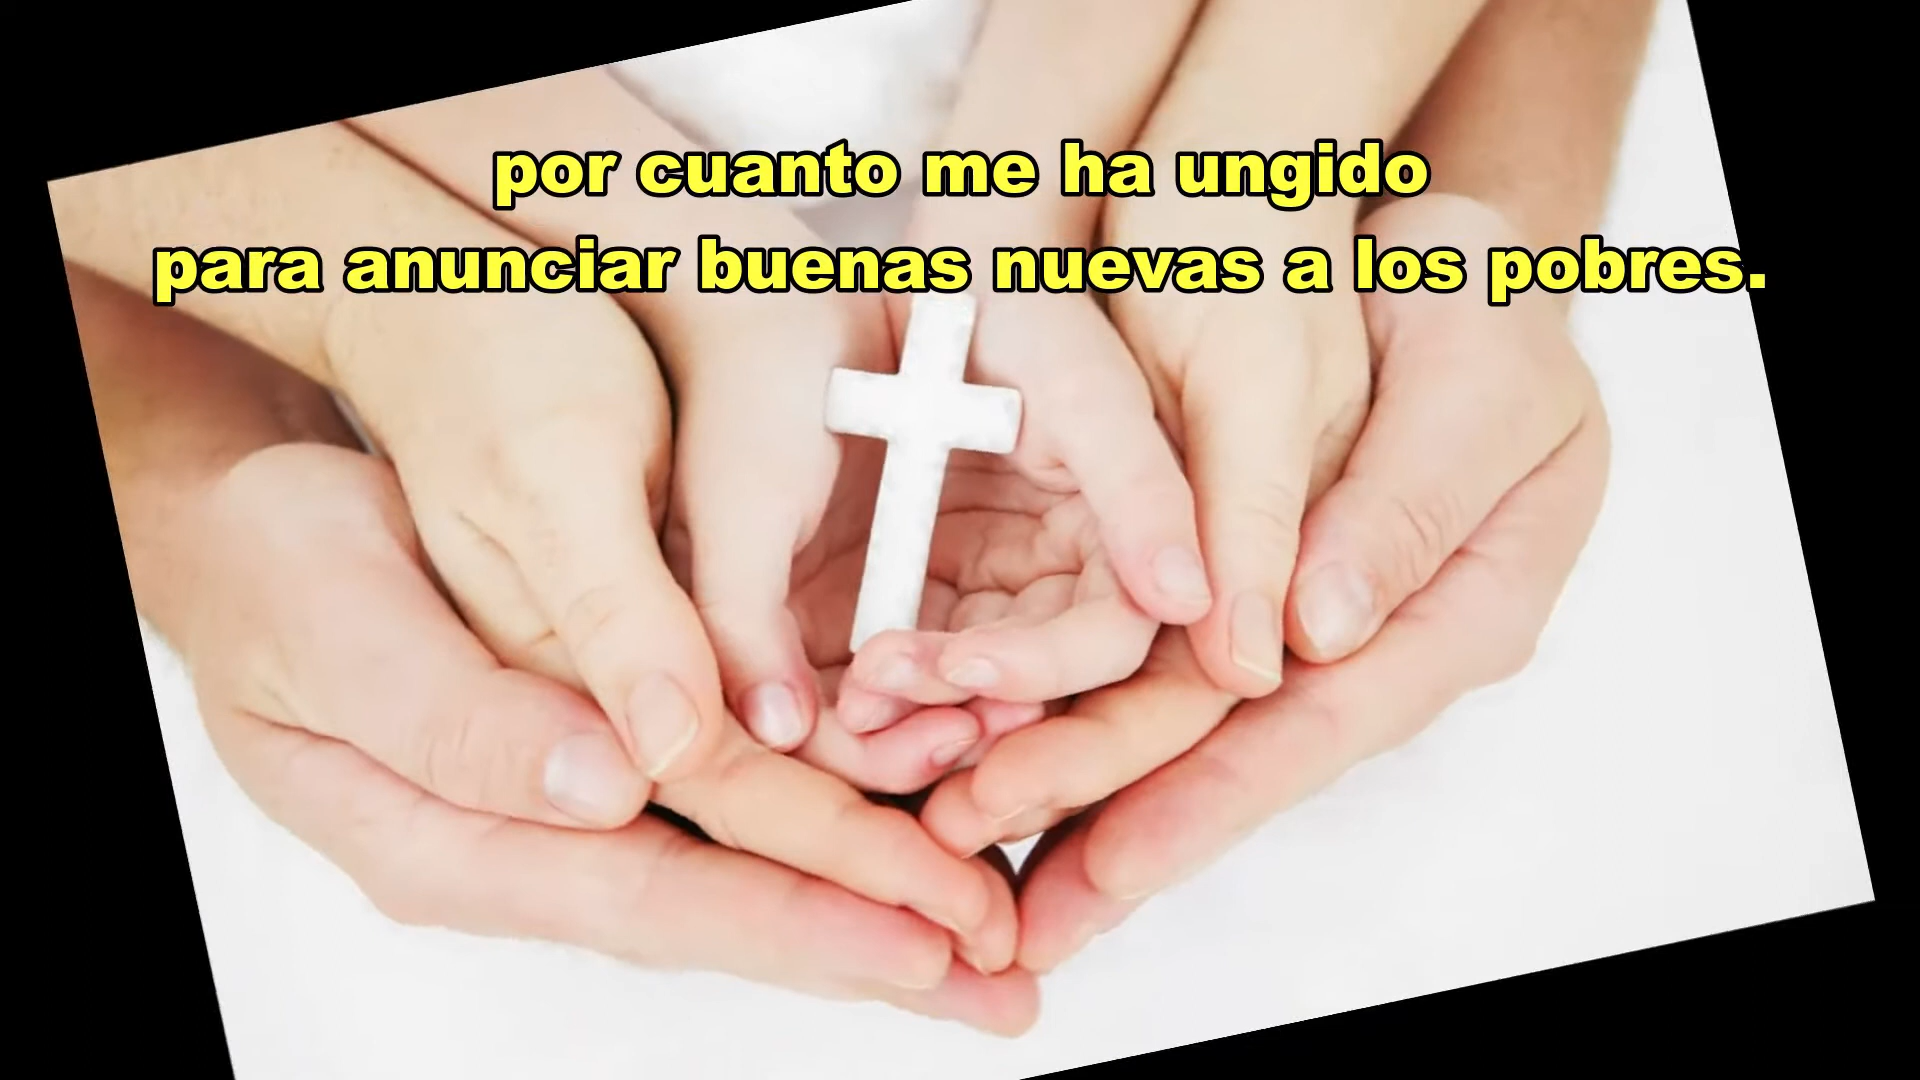 por cuanto me ha ungido
para anunciar buenas nuevas a los pobres.